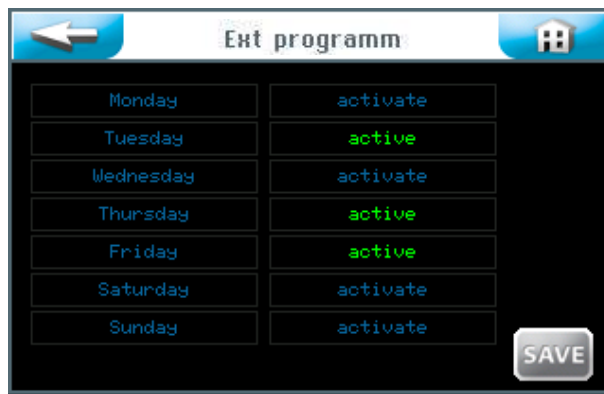 Ext programm
Monday activate
Tuesday active
Wednesday activate
Thursday active
Friday active
Saturday activate
Sunday activate
SAVE